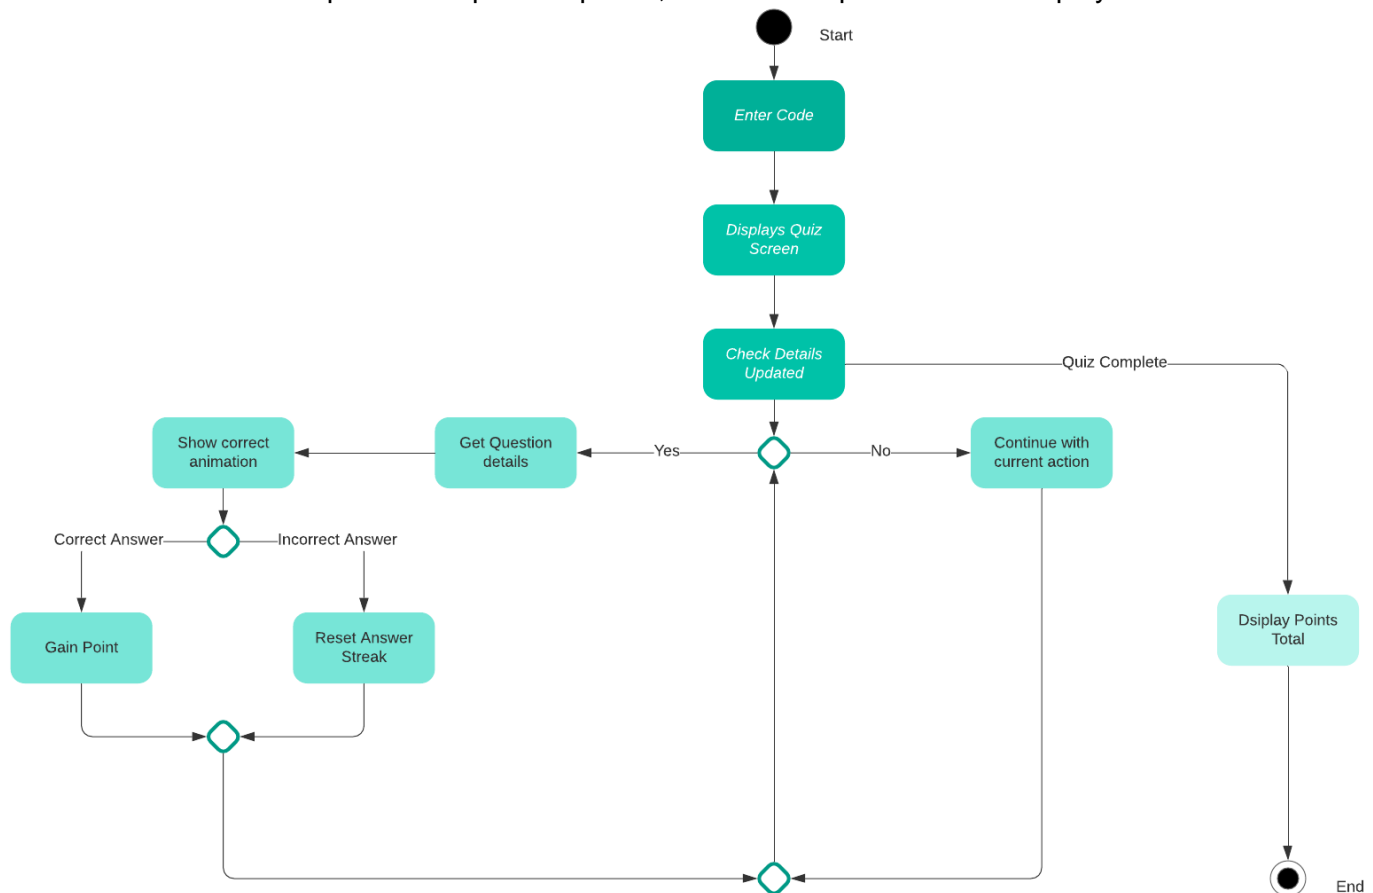 Start
Enter Code
Displays Quiz
Screen
Check Details
Updated
Quiz Complete
Show correct
animation
Get Question
details
Yes
No
Continue with
current action
Correct Answer
Incorrect Answer
Gain Point
Reset Answer
Streak
Dsiplay Points
Total
End